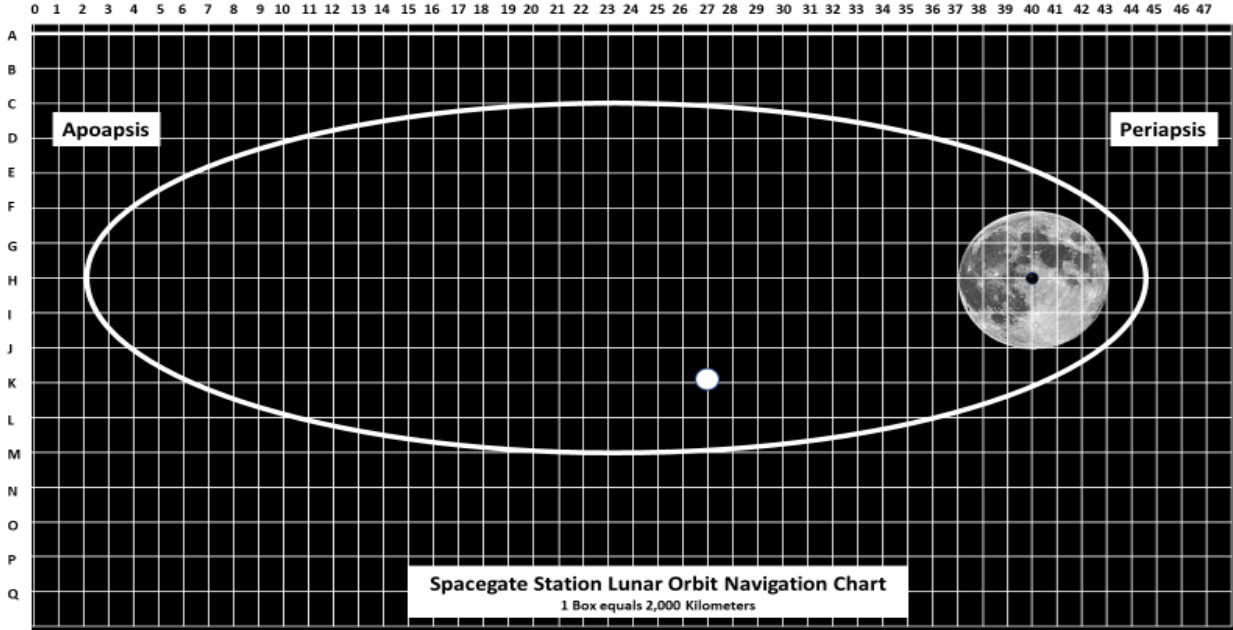 0 1 2 3 4 5 6 7 8 9 10 11 12 13 14 15 16 17 18 19 20 21 22 23 24 25 26 27 28 29 30 31 32 33 34 35 36 37 38 39 40 41 42 43 44 45 46 47
A
B
C
Apoapsis Periapsis
D
E
F
G
H
I
J
K
L
M
N
O
P
Spacegate Station Lunar Orbit Navigation Chart
Q
1 Box equals 2,000 Kilometers